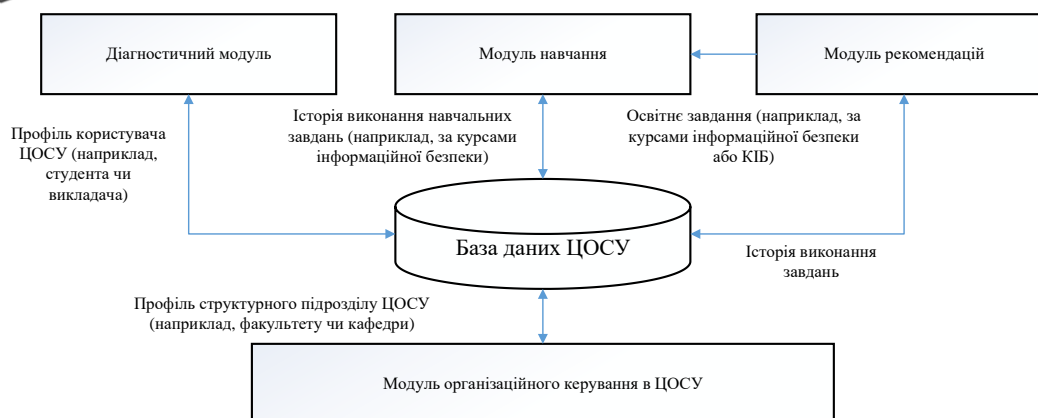 Діагностичний модуль
Модуль навчання
Модуль рекомендацій
Профіль користувача
ЦОСУ (наприклад,
студента чи
викладача)
Історія виконання навчальних
завдань (наприклад, за курсами
інформаційної безпеки)
Освітнє завдання (наприклад, за
курсами інформаційної безпеки
або КІБ)
База даних ЦОСУ
Історія виконання
завдань
Профіль структурного підрозділу ЦОСУ
(наприклад, факультету чи кафедри)
Модуль організаційного керування в ЦОСУ